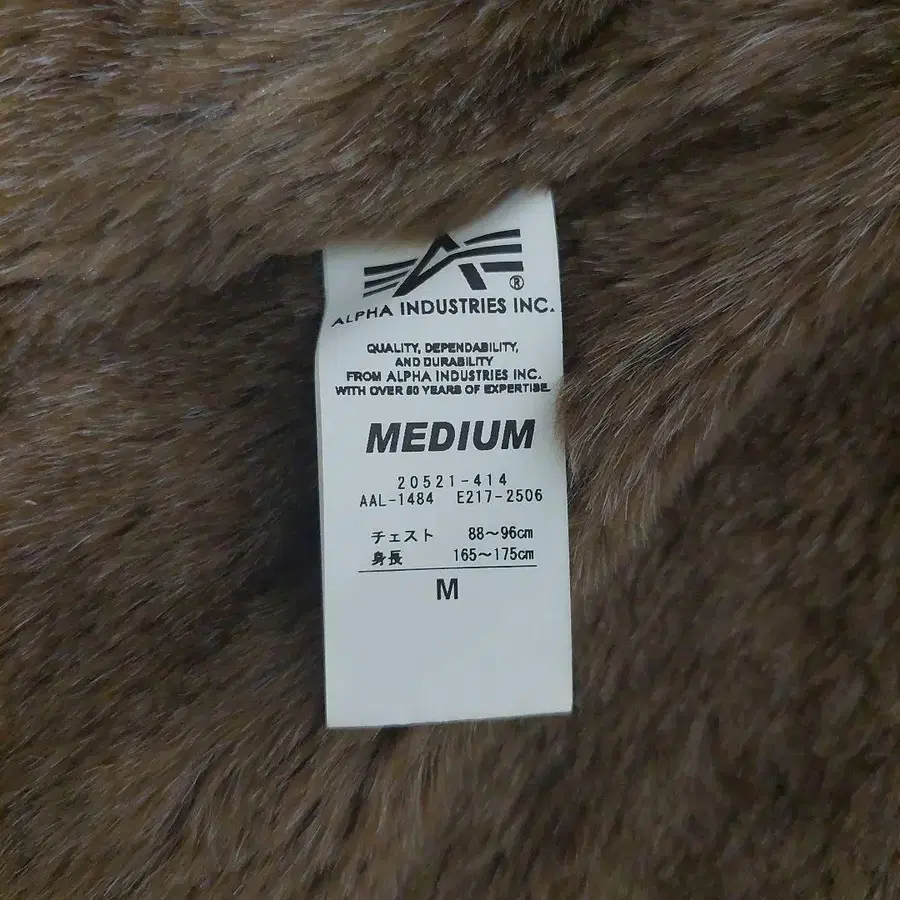 ®
ALPHA INDUSTRIES INC.
QUALITY, DEPENDABILITY,
AND DURABILITY
FROM ALPHA INDUSTRIES INC.
WITH OVER 50 YEARS OF EXPERTISE.
MEDIUM
20521-414
AAL-1484 E217-2506
チェスト 88～96cm
身長 165～175cm
M